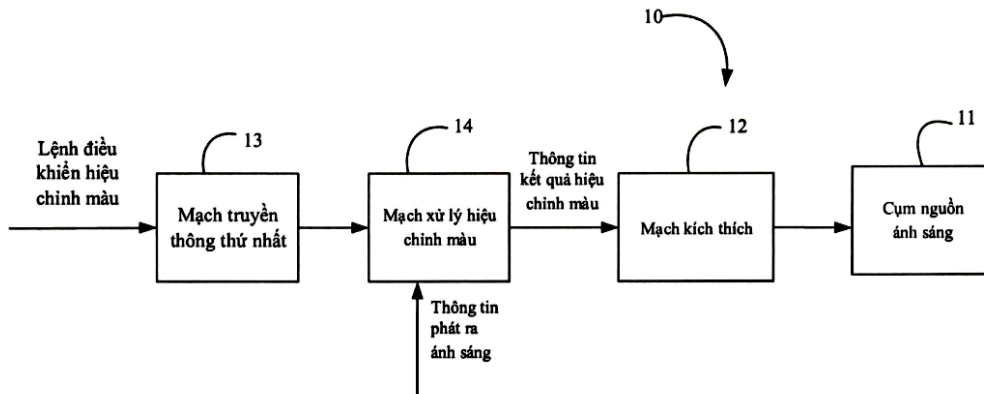 10
13
14
12
11
Lệnh điều
khiển hiệu
chỉnh màu
Mạch truyền
thông thứ nhất
Mạch xử lý hiệu
chỉnh màu
Thông tin
kết quả hiệu
chỉnh màu
Mạch kích thích
Cụm nguồn
ánh sáng
Thông tin
phát ra
ánh sáng